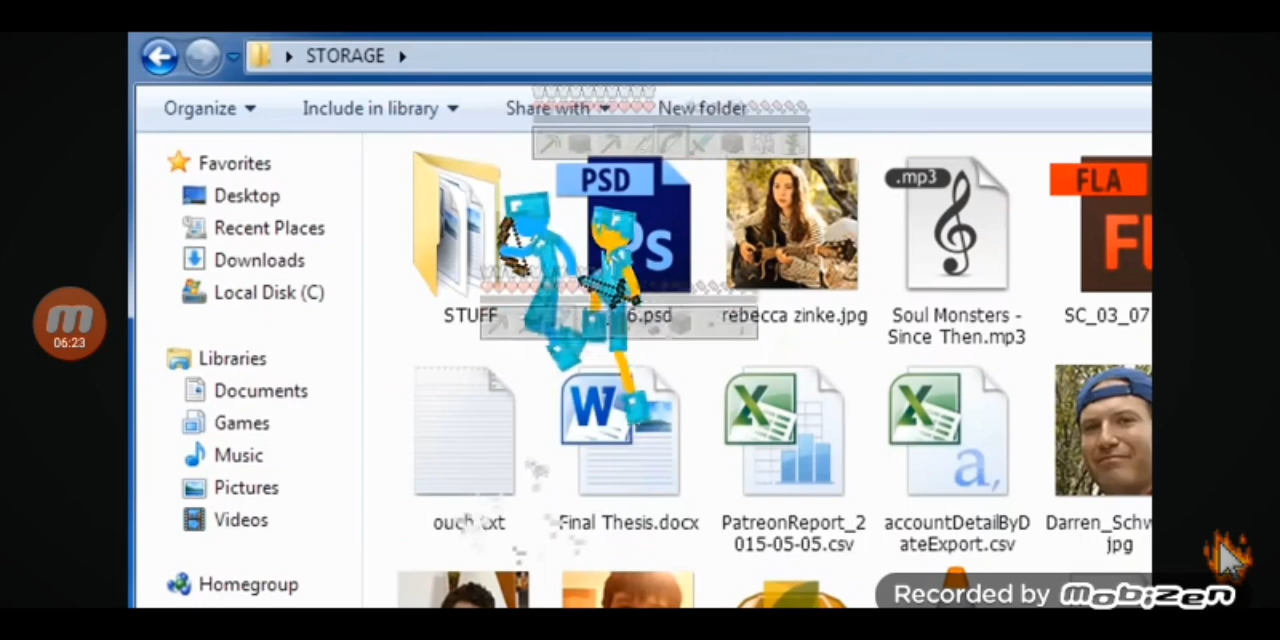 STORAGE
Organize
Include in library
Share with
New folder
Favorites
Desktop
Recent Places
Downloads
Local Disk (C)
Libraries
Documents
Games
Music
Pictures
Videos
Homegroup
PSD
Ps
.mp3
FLA
STUFF
6.psd
rebecca zinke.jpg
Soul Monsters -
Since Then.mp3
SC_03_07
W
X
X
a,
ouch.txt
Final Thesis.docx
PatreonReport_2
015-05-05.csv
accountDetailByD
ateExport.csv
Darren_Schw
jpg
06:23
Recorded by mobizen